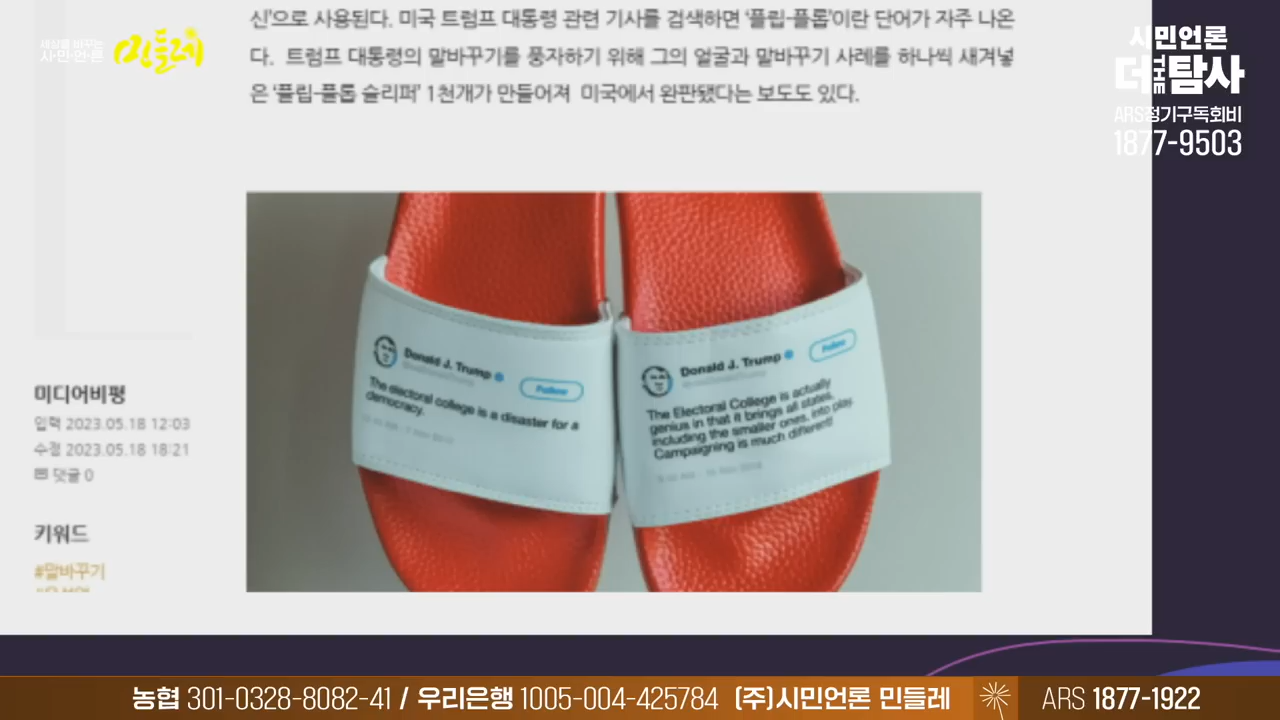 세상을 바꾸는
시민언론
민들레
시민언론
더탐사
THE
ARS정기구독회비
1877-9503
신'으로 사용된다. 미국 트럼프 대통령 관련 기사를 검색하면 '플립-플롭'이란 단어가 자주 나온
다. 트럼프 대통령의 말바꾸기를 풍자하기 위해 그의 얼굴과 말바꾸기 사례를 하나씩 새겨넣
은 '플립-플롭 슬리퍼' 1천개가 만들어져 미국에서 완판됐다는 보도도 있다.
Donald J. Trump
Follow
The electoral college is a disaster for a
democracy.
Donald J. Trump
Follow
The Electoral College is actually
genius in that it brings all states,
including the smaller ones, into play.
Campaigning is much different!
미디어비평
입력 2023.05.18 12:03
수정 2023.05.18 18:21
댓글 0
키워드
#말바꾸기
농협 301-0328-8082-41 / 우리은행 1005-004-425784 (주)시민언론 민들레
ARS 1877-1922